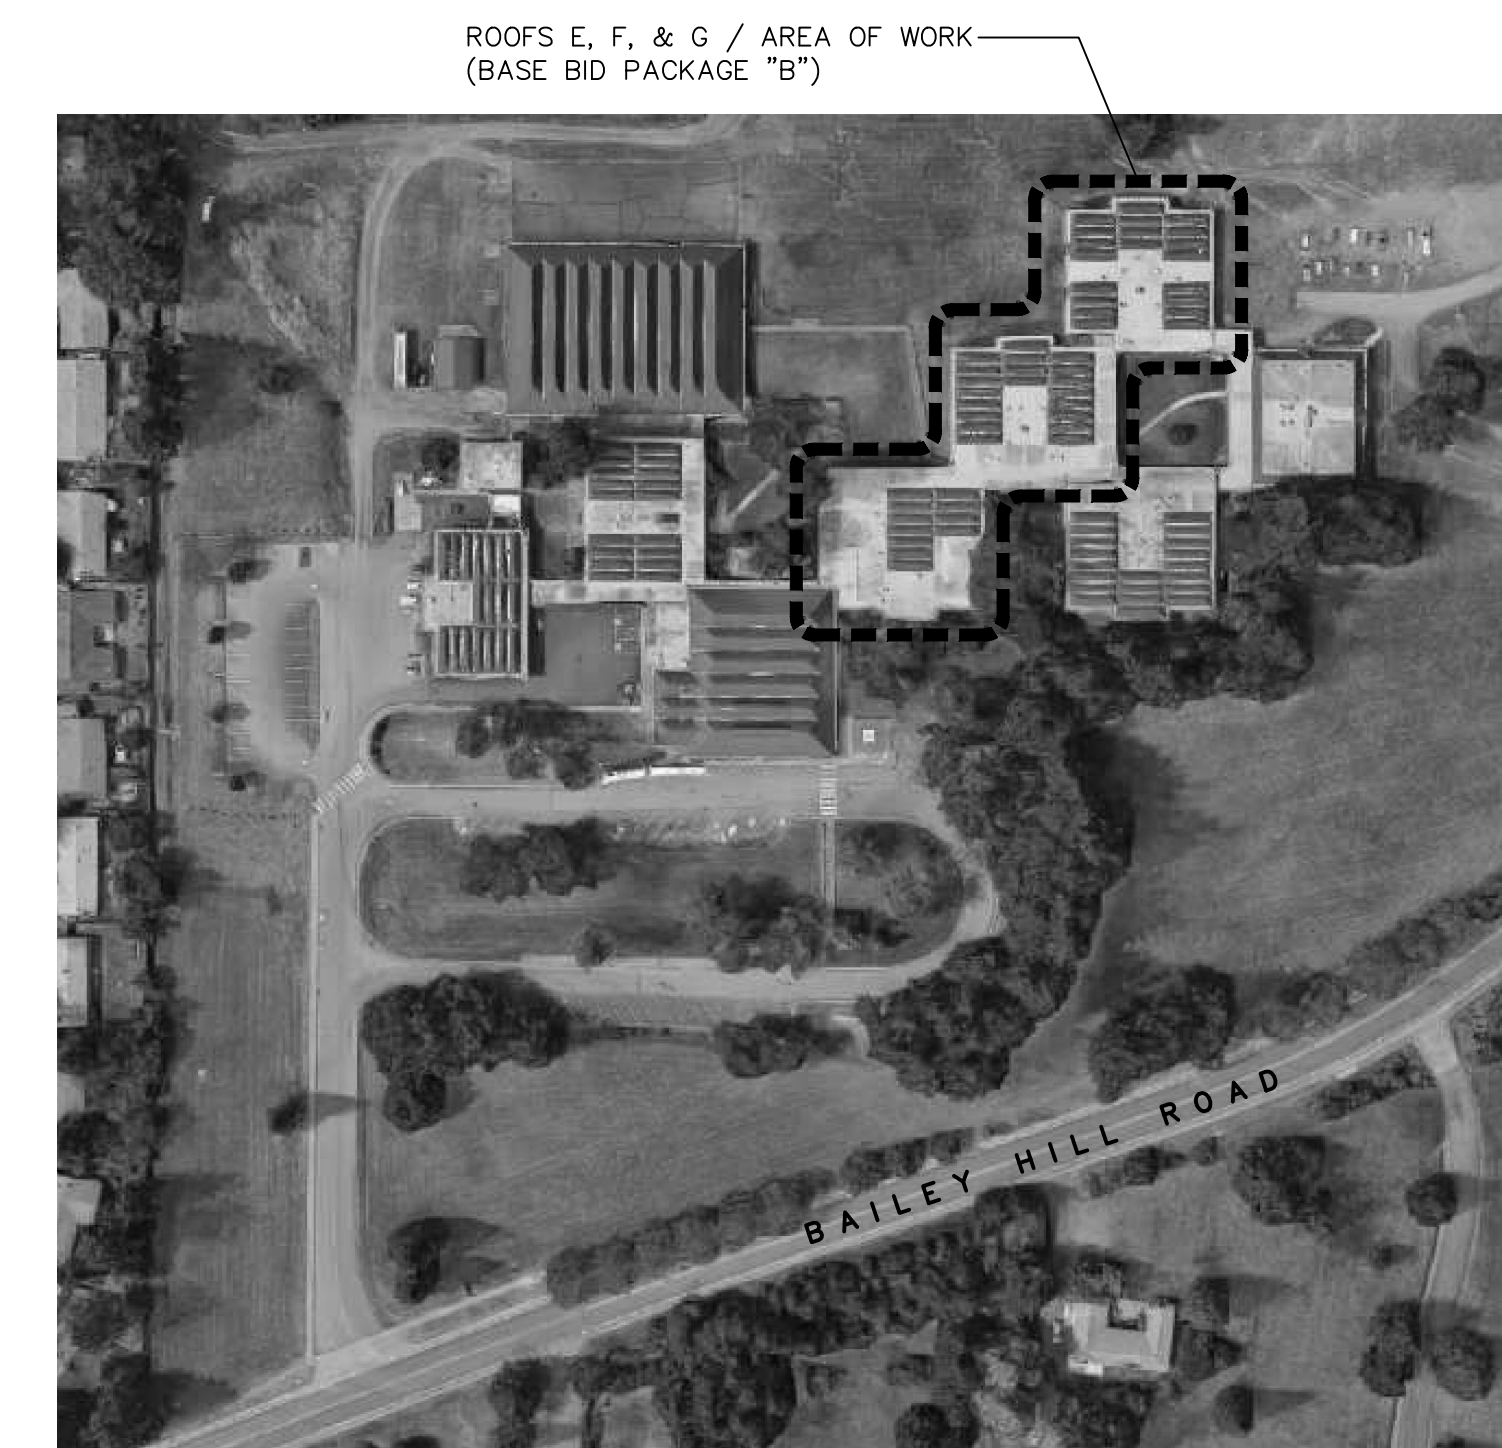 ROOFS E, F, & G / AREA OF WORK
(BASE BID PACKAGE "B")
BAILEY HILL ROAD